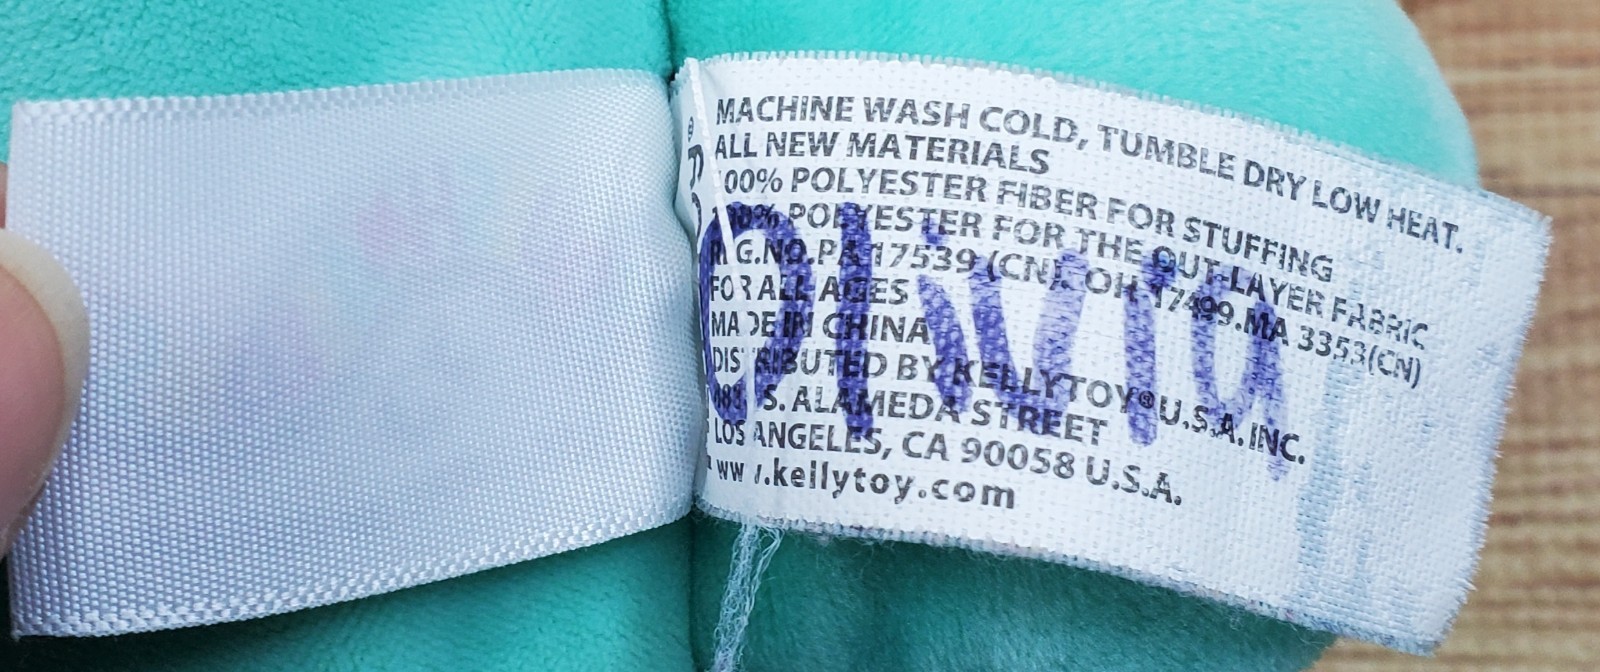 MACHINE WASH COLD, TUMBLE DRY LOW HEAT.
ALL NEW MATERIALS
100% POLYESTER FIBER FOR STUFFING
100% POLYESTER FOR THE OUT-LAYER FABRIC
REG.NO.PA 17539 (CN). OH 17499.MA 3353(CN)
FOR ALL AGES
MADE IN CHINA
DISTRIBUTED BY KELLYTOY® U.S.A. INC.
S. ALAMEDA STREET
LOS ANGELES, CA 90058 U.S.A.
www.kellytoy.com
Olivia